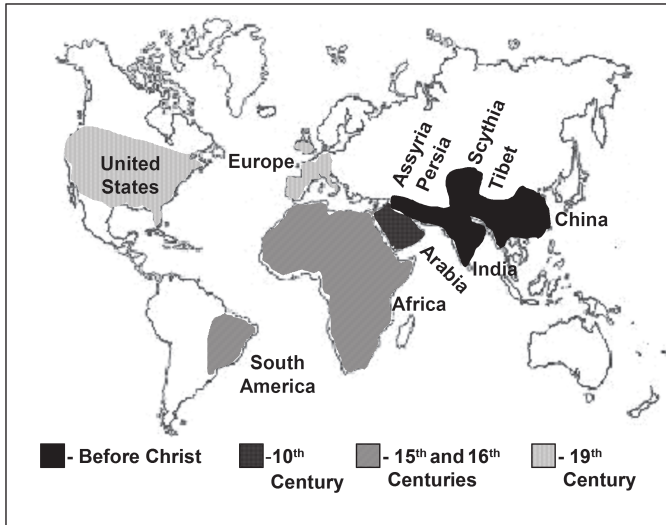 United
States
Europe
Assyria
Persia
Scythia
Tibet
China
India
Arabia
Africa
South
America
- Before Christ
-10th
Century
- 15th and 16th
Centuries
- 19th
Century